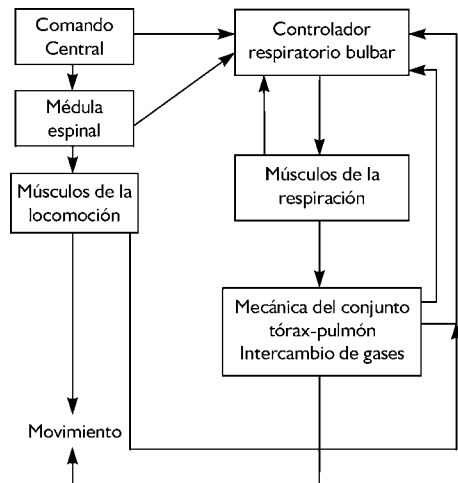 Comando
Central
Controlador
respiratorio bulbar
Médula
espinal
Músculos de la
locomoción
Músculos de la
respiración
Mecánica del conjunto
tórax-pulmón
Intercambio de gases
Movimiento